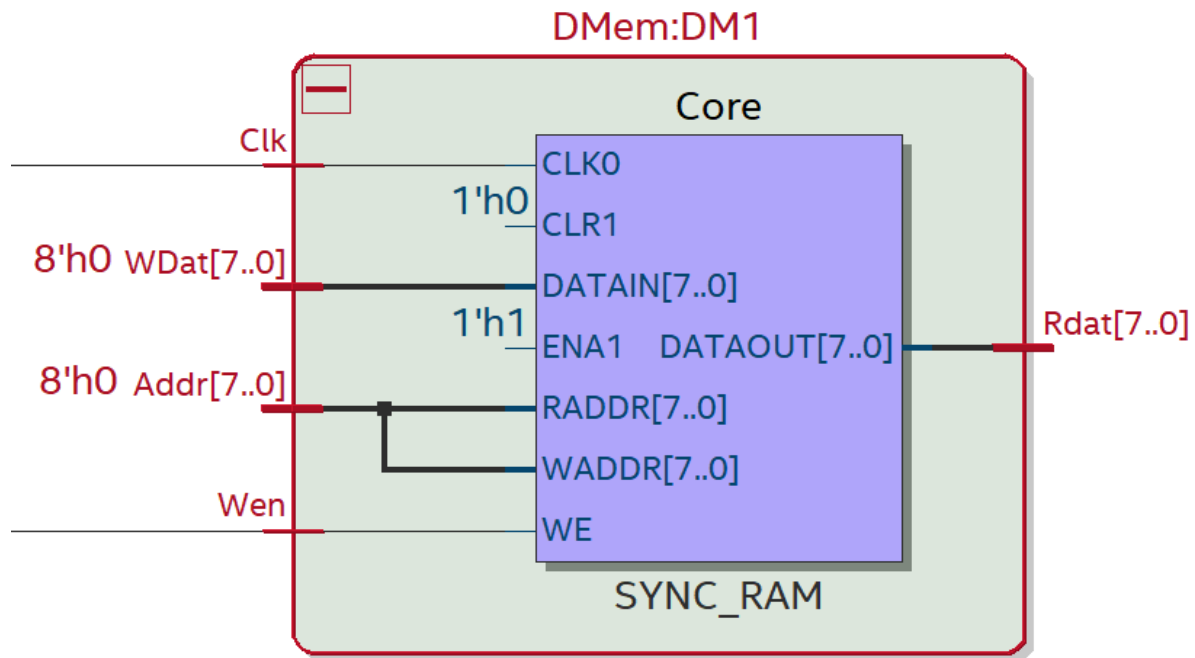 DMem:DM1
Core
Clk
CLK0
1'h0
CLR1
8'h0 WDat[7..0]
DATAIN[7..0]
1'h1
ENA1 DATAOUT[7..0]
Rdat[7..0]
8'h0 Addr[7..0]
RADDR[7..0]
WADDR[7..0]
Wen
WE
SYNC_RAM